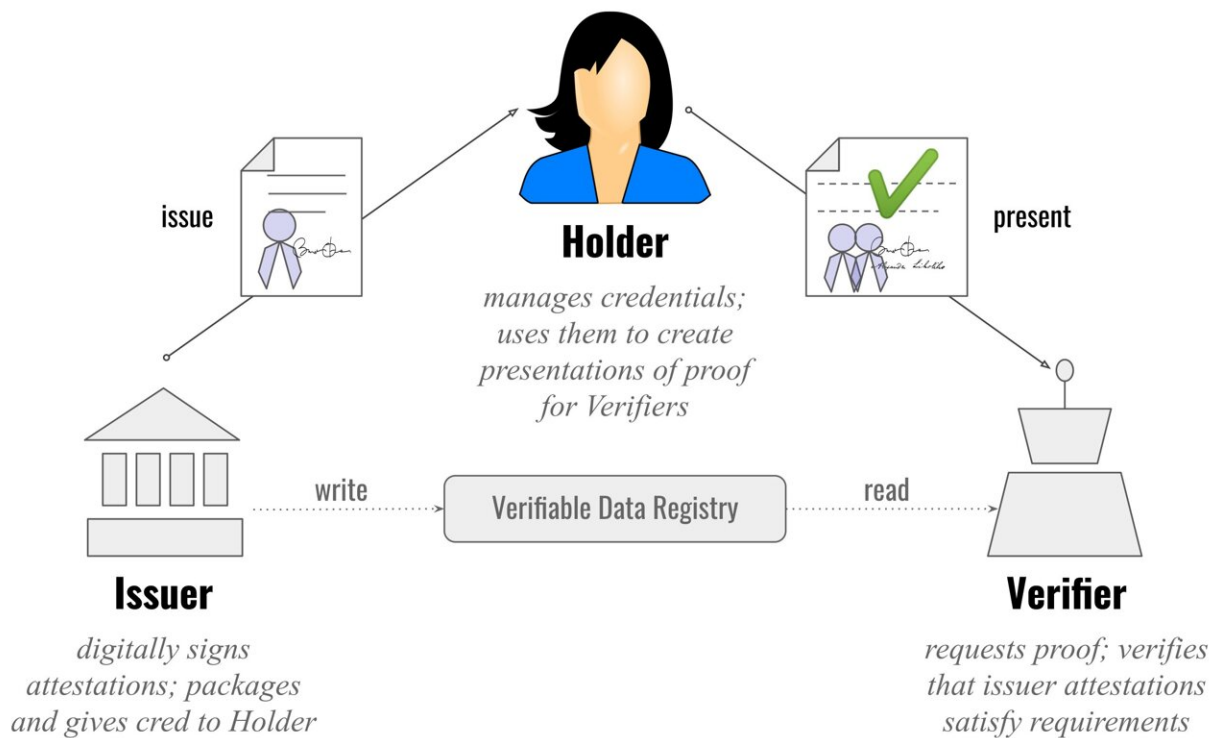 issue
present
Holder
manages credentials;
uses them to create
presentations of proof
for Verifiers
write
Verifiable Data Registry
read
Issuer
digitally signs
attestations; packages
and gives cred to Holder
Verifier
requests proof; verifies
that issuer attestations
satisfy requirements